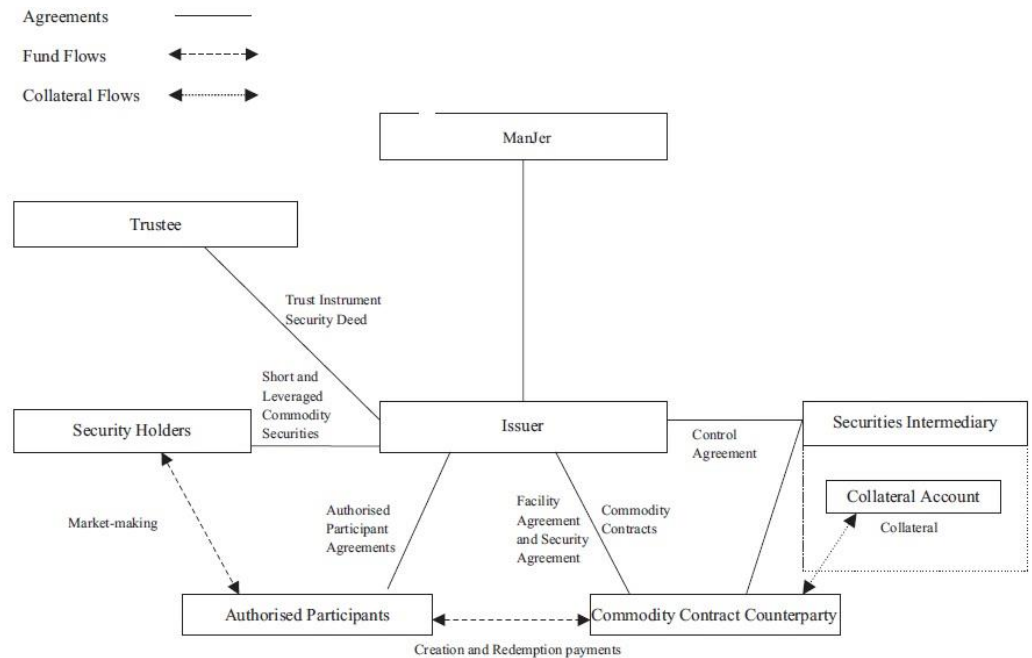 Agreements
Fund Flows
Collateral Flows
ManJer
Trustee
Trust Instrument
Security Deed
Short and
Leveraged
Commodity
Securities
Security Holders
Issuer
Control
Agreement
Securities Intermediary
Collateral Account
Collateral
Market-making
Authorised
Participant
Agreements
Facility
Agreement
and Security
Agreement
Commodity
Contracts
Authorised Participants
Commodity Contract Counterparty
Creation and Redemption payments